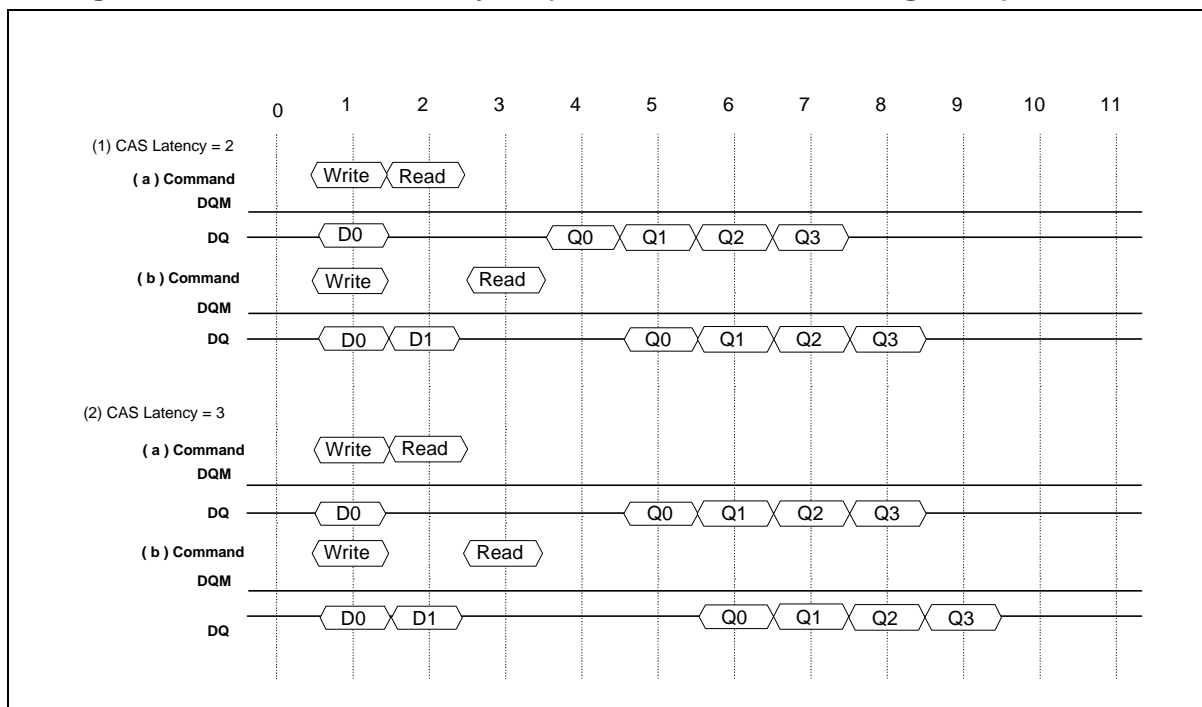 0 1 2 3 4 5 6 7 8 9 10 11
(1) CAS Latency = 2
( a ) Command Write Read
DQM
DQ D0 Q0 Q1 Q2 Q3
( b ) Command Write Read
DQM
DQ D0 D1 Q0 Q1 Q2 Q3
(2) CAS Latency = 3
( a ) Command Write Read
DQM
DQ D0 Q0 Q1 Q2 Q3
( b ) Command Write Read
DQM
DQ D0 D1 Q0 Q1 Q2 Q3